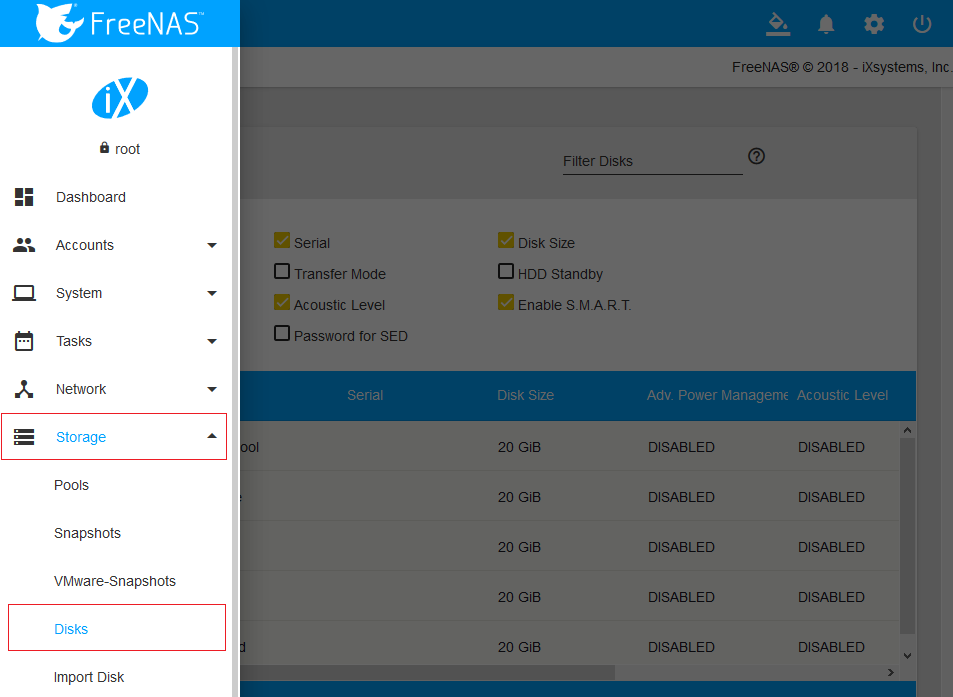 FreeNAS™
FreeNAS® © 2018 - iXsystems, Inc.
iX
root
Dashboard
Accounts
System
Tasks
Network
Storage
Pools
Snapshots
VMware-Snapshots
Disks
Import Disk
Filter Disks
Serial
Disk Size
Transfer Mode
HDD Standby
Acoustic Level
Enable S.M.A.R.T.
Password for SED
Serial Disk Size Adv. Power Manageme Acoustic Level
ool 20 GiB DISABLED DISABLED
e 20 GiB DISABLED DISABLED
20 GiB DISABLED DISABLED
20 GiB DISABLED DISABLED
d 20 GiB DISABLED DISABLED